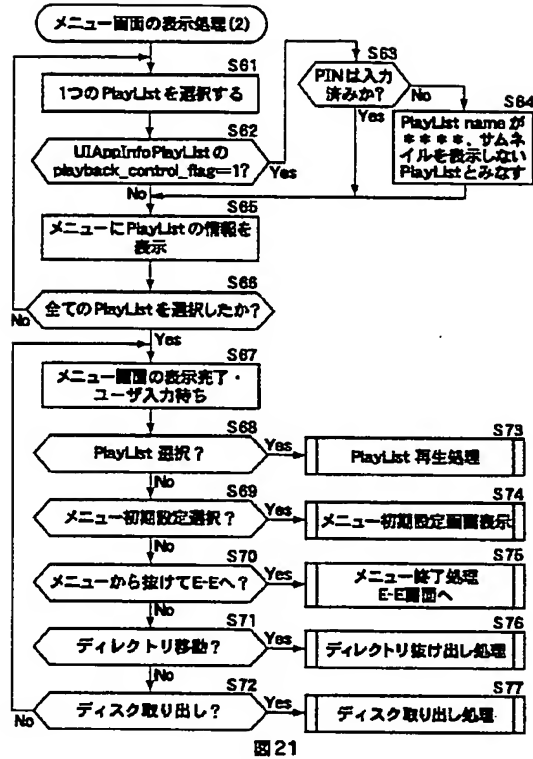 メニュー画面の表示処理(2)
S61
1つのPlayListを選択する
S62
UIAppInfoPlayListの
playback_control_flag=1?
Yes
No
S63
PINは入力
済みか?
No
Yes
S64
PlayList nameが
****、サムネ
イルを表示しない
PlayListとみなす
S65
メニューにPlayListの情報を
表示
S66
全てのPlayListを選択したか?
No
Yes
S67
メニュー画面の表示完了・
ユーザ入力待ち
S68
PlayList 選択?
Yes
No
S73
PlayList 再生処理
S69
メニュー初期設定選択?
Yes
No
S74
メニュー初期設定画面表示
S70
メニューから抜けてE-Eへ?
Yes
No
S75
メニュー終了処理
E-E画面へ
S71
ディレクトリ移動?
Yes
No
S76
ディレクトリ抜け出し処理
S72
ディスク取り出し?
Yes
No
S77
ディスク取り出し処理
図21